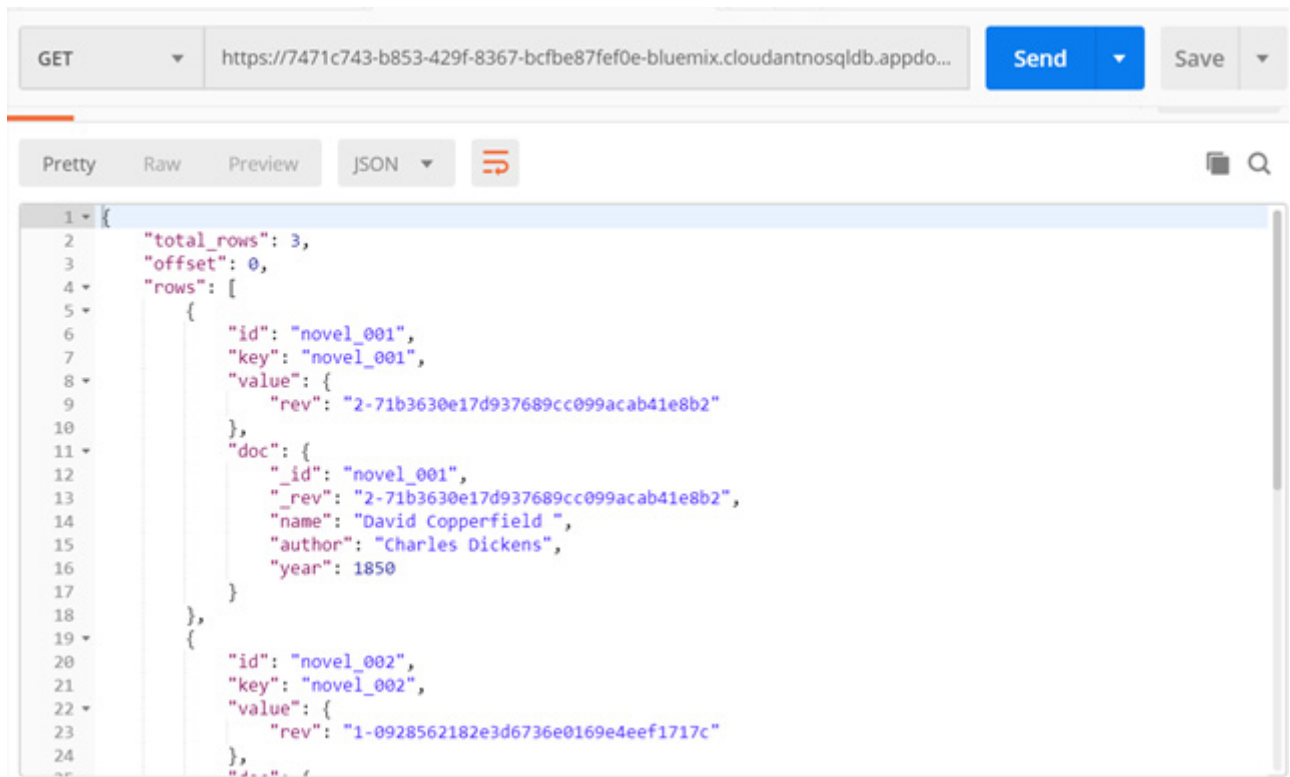 GET https://7471c743-b853-429f-8367-bcfbe87fef0e-bluemix.cloudantnosqldb.appdo... Send Save
Pretty Raw Preview JSON
1 {
2 "total_rows": 3,
3 "offset": 0,
4 "rows": [
5 {
6 "id": "novel_001",
7 "key": "novel_001",
8 "value": {
9 "rev": "2-71b3630e17d937689cc099acab41e8b2"
10 },
11 "doc": {
12 "_id": "novel_001",
13 "_rev": "2-71b3630e17d937689cc099acab41e8b2",
14 "name": "David Copperfield ",
15 "author": "Charles Dickens",
16 "year": 1850
17 }
18 },
19 {
20 "id": "novel_002",
21 "key": "novel_002",
22 "value": {
23 "rev": "1-0928562182e3d6736e0169e4eef1717c"
24 },